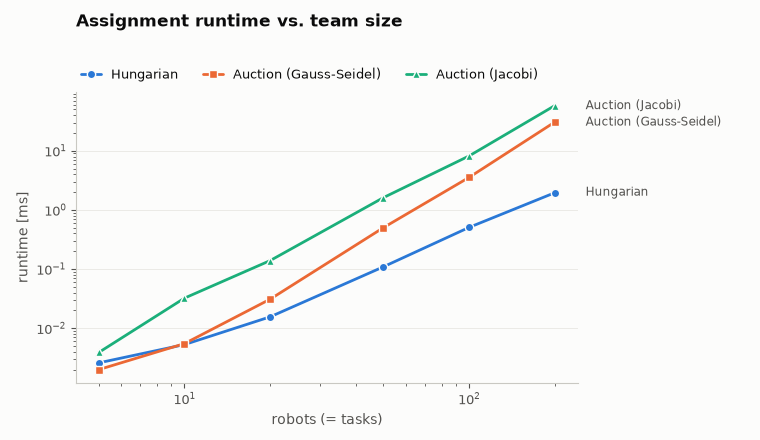 Assignment runtime vs. team size
Hungarian Auction (Gauss-Seidel) Auction (Jacobi)
Auction (Jacobi)
Auction (Gauss-Seidel)
Hungarian
runtime [ms]
10¹
10⁰
10⁻¹
10⁻²
10¹ 10²
robots (= tasks)